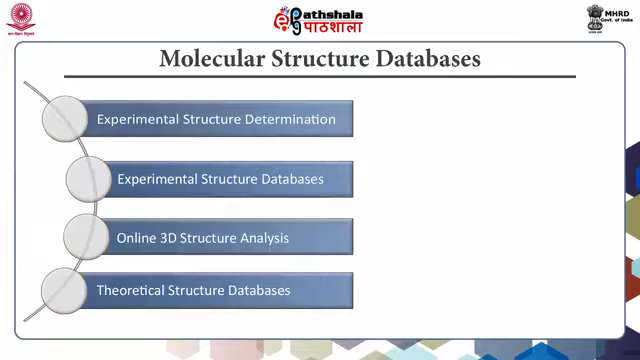 ePathshala
पाठशाला
MHRD
Govt. of India
Molecular Structure Databases
Experimental Structure Determination
Experimental Structure Databases
Online 3D Structure Analysis
Theoretical Structure Databases